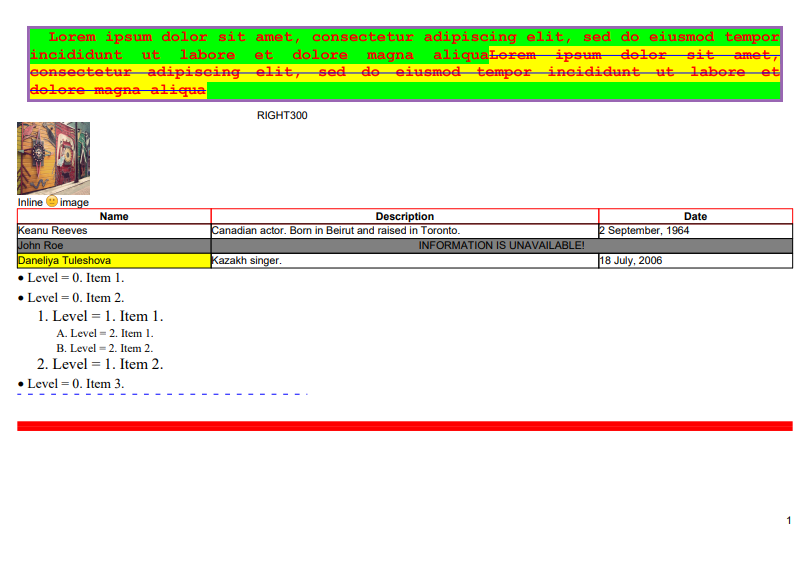 Lorem ipsum dolor sit amet, consectetur adipiscing elit, sed do eiusmod tempor
incididunt ut labore et dolore magna aliquaLorem ipsum dolor sit amet,
consectetur adipiscing elit, sed do eiusmod tempor incididunt ut labore et
dolore magna aliqua
RIGHT300
Inline 🙂 image
Name Description Date
Keanu Reeves Canadian actor. Born in Beirut and raised in Toronto. 2 September, 1964
John Roe INFORMATION IS UNAVAILABLE!
Daneliya Tuleshova Kazakh singer. 18 July, 2006
• Level = 0. Item 1.
• Level = 0. Item 2.
1. Level = 1. Item 1.
A. Level = 2. Item 1.
B. Level = 2. Item 2.
2. Level = 1. Item 2.
• Level = 0. Item 3.
1